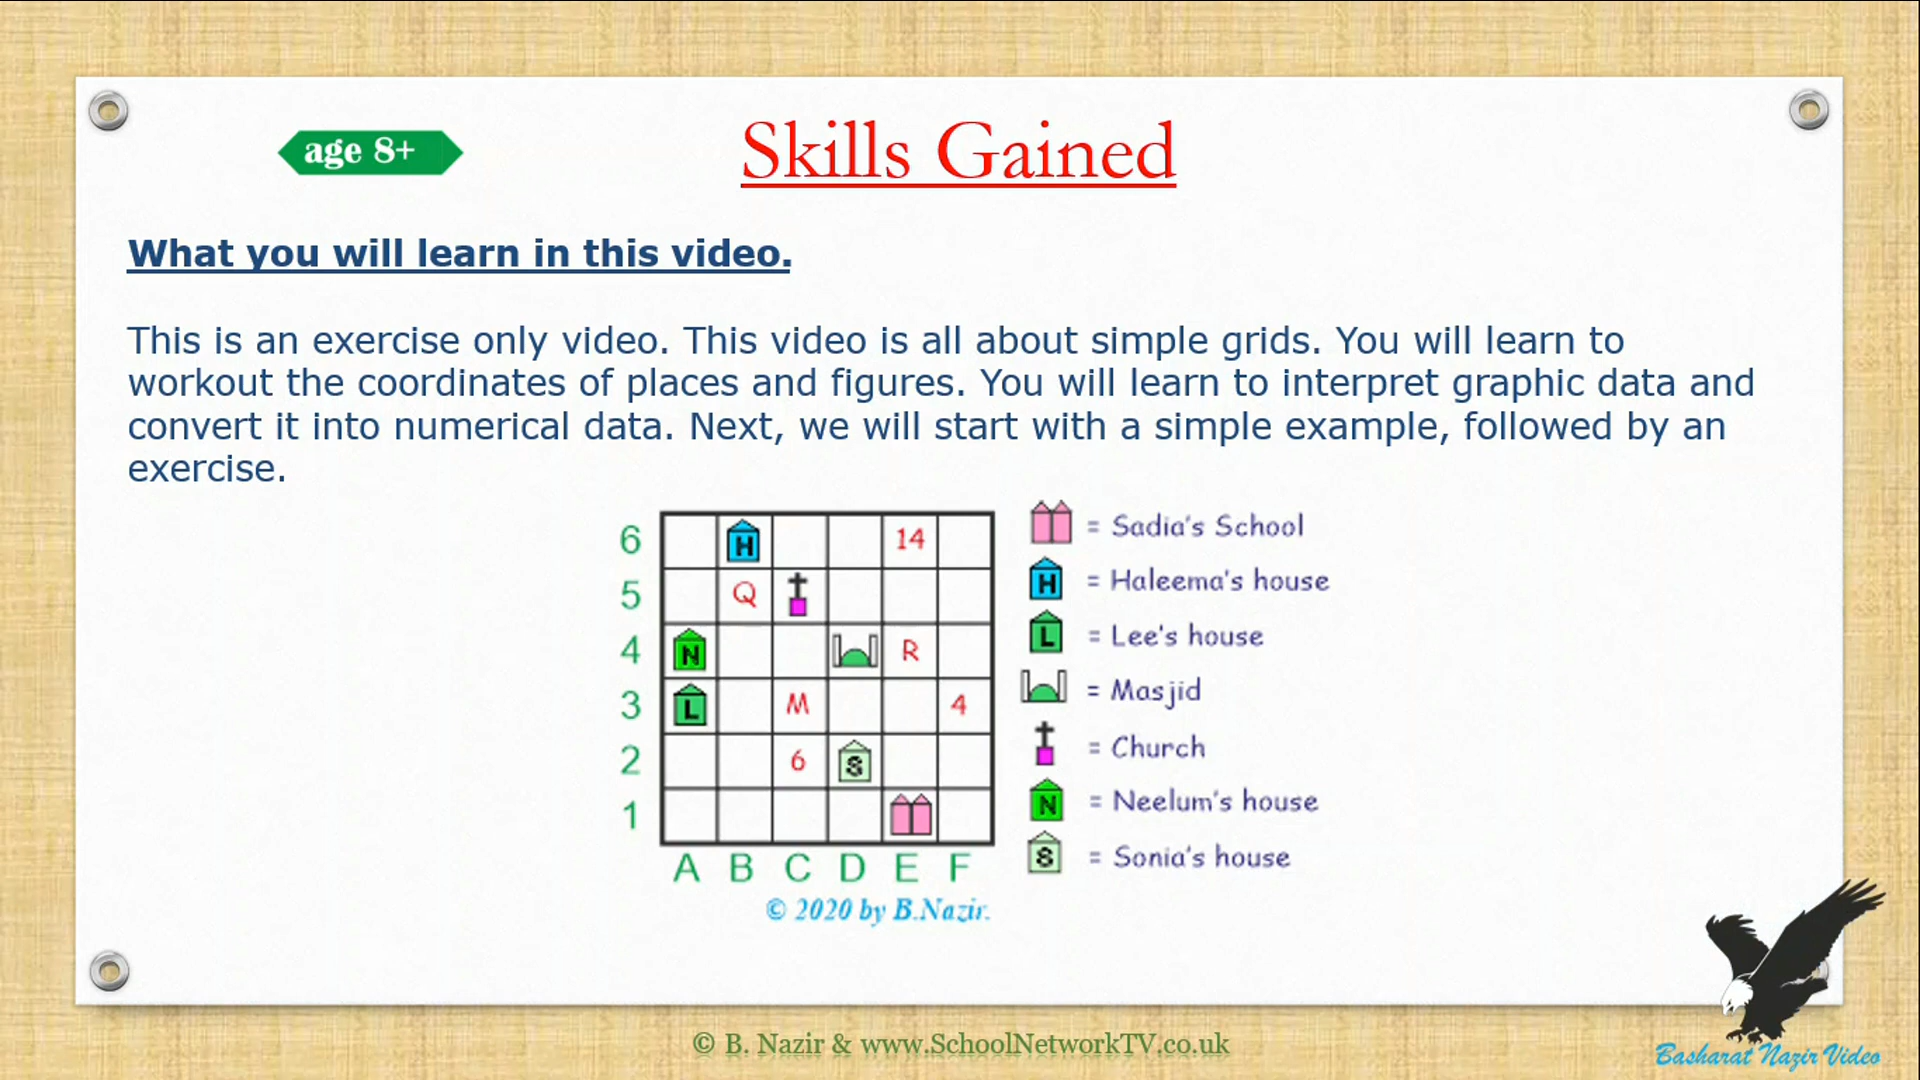 age 8+
Skills Gained
What you will learn in this video.
This is an exercise only video. This video is all about simple grids. You will learn to
workout the coordinates of places and figures. You will learn to interpret graphic data and
convert it into numerical data. Next, we will start with a simple example, followed by an
exercise.
6 H 14
5 Q
4 N R
3 L M 4
2 6 S
1
A B C D E F
© 2020 by B.Nazir.
= Sadia's School
H = Haleema's house
L = Lee's house
= Masjid
= Church
N = Neelum's house
S = Sonia's house
© B. Nazir & www.SchoolNetworkTV.co.uk
Basharat Nazir Video